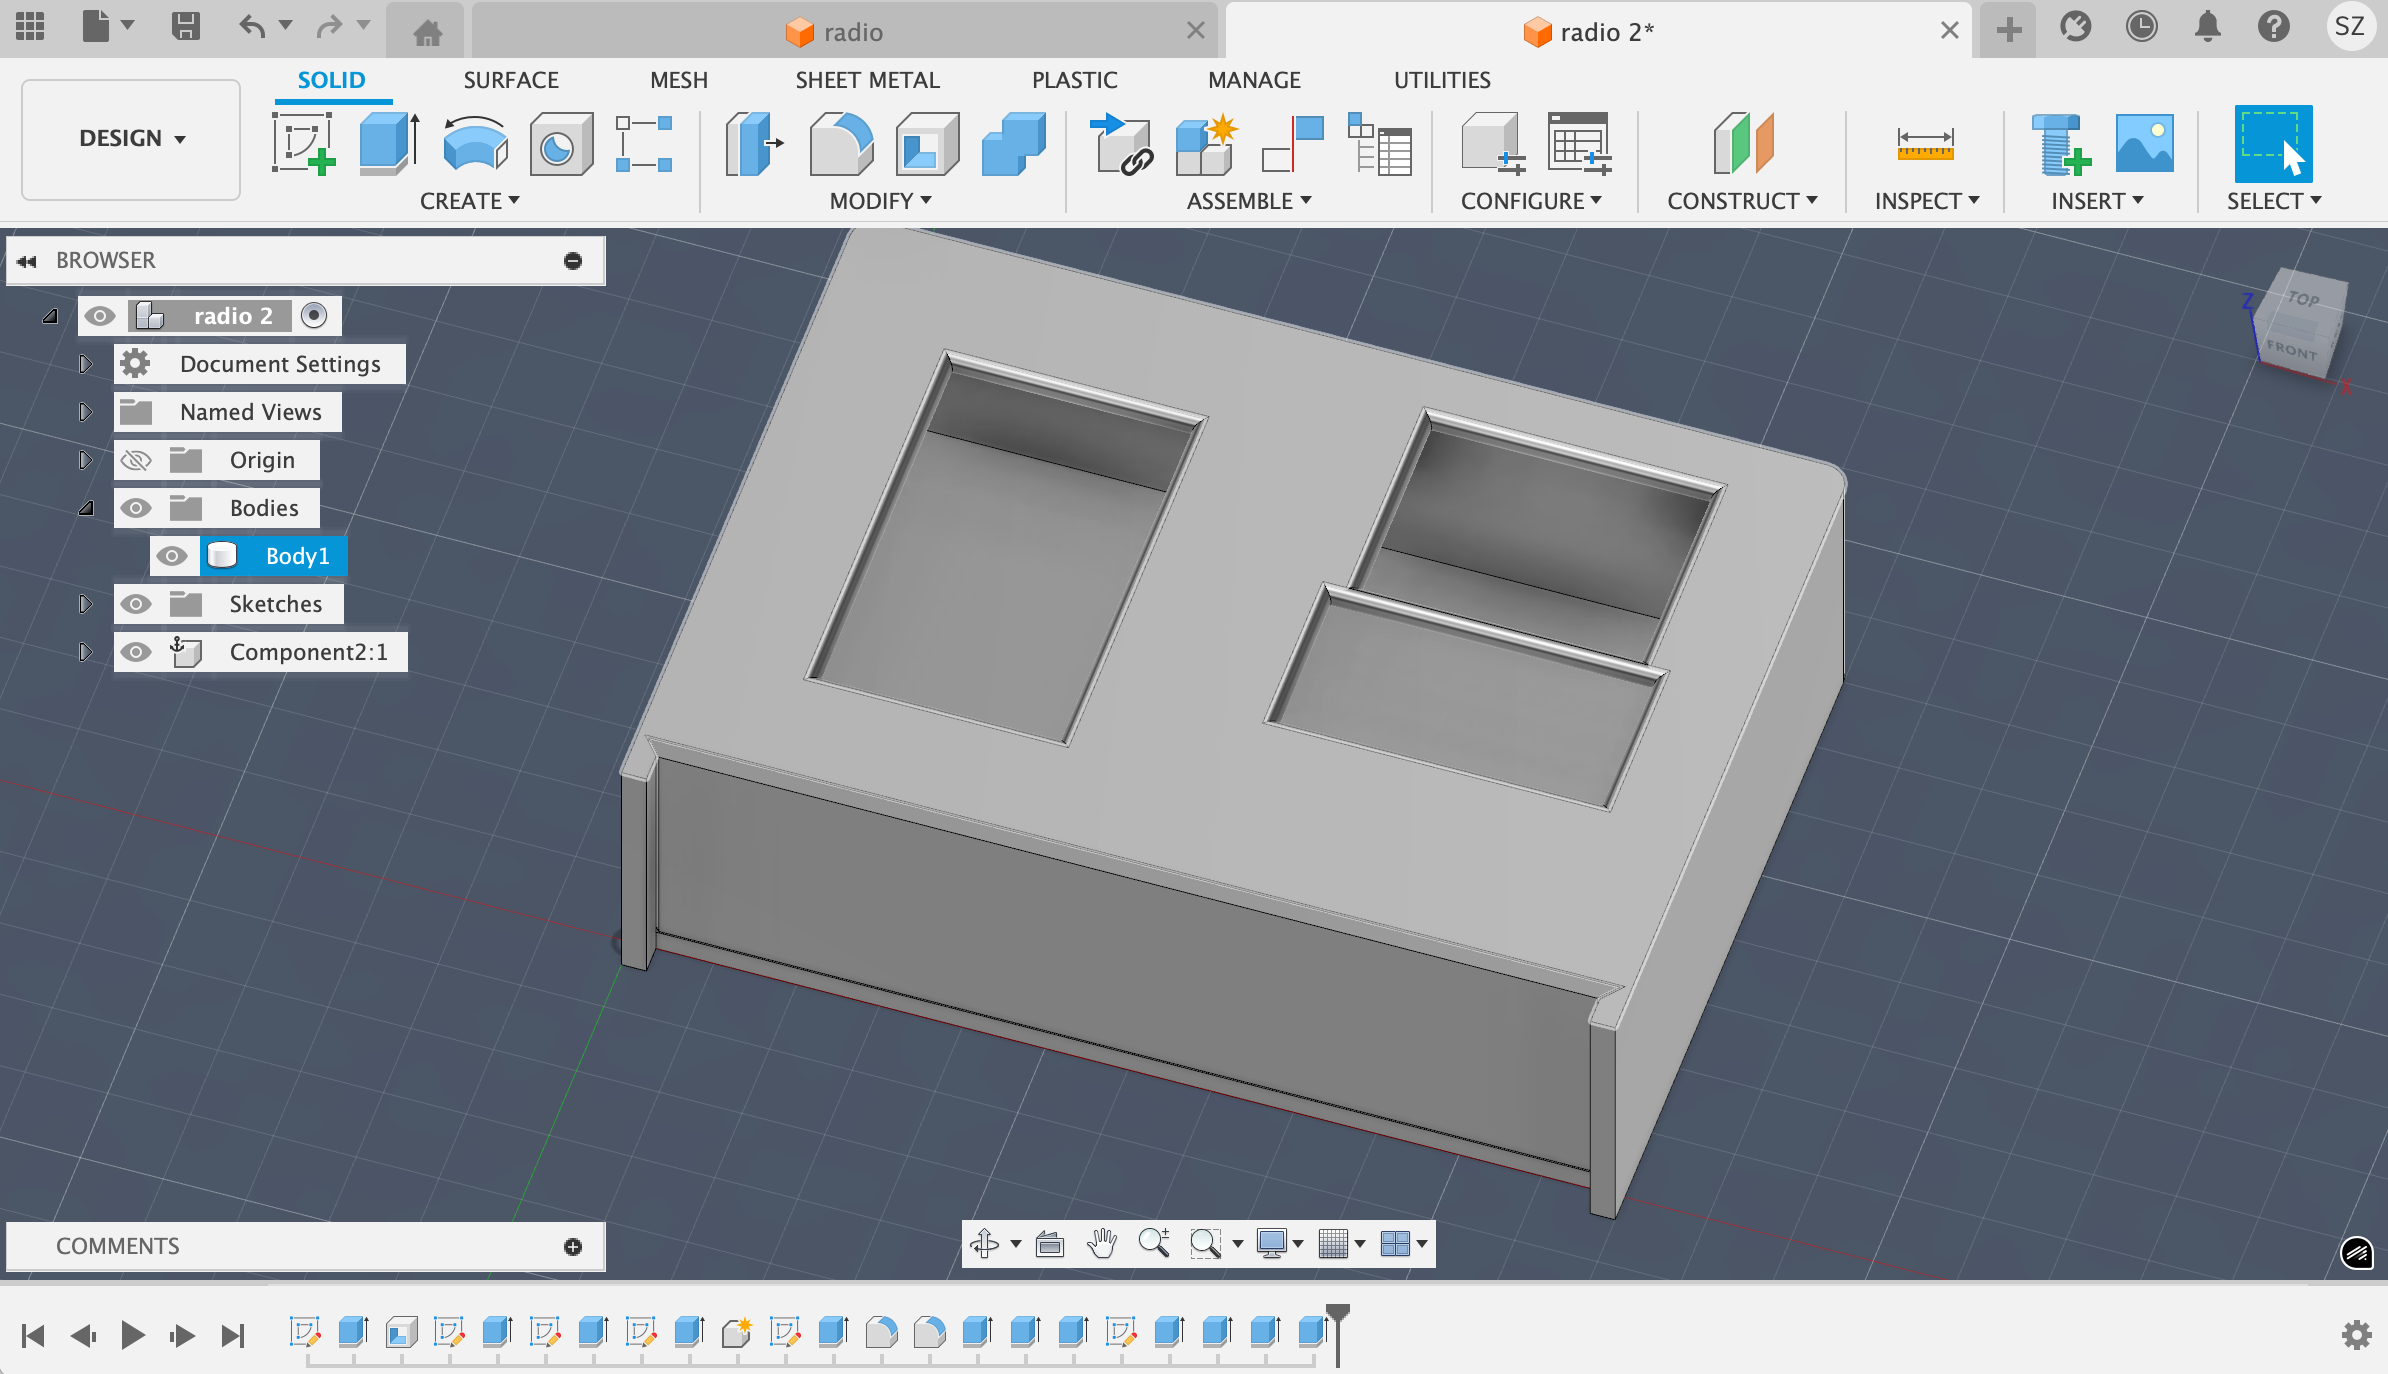 radio
radio 2*
SZ
DESIGN
SOLID
SURFACE
MESH
SHEET METAL
PLASTIC
MANAGE
UTILITIES
CREATE
MODIFY
ASSEMBLE
CONFIGURE
CONSTRUCT
INSPECT
INSERT
SELECT
BROWSER
radio 2
Document Settings
Named Views
Origin
Bodies
Body1
Sketches
Component2:1
TOP
FRONT
Z
X
COMMENTS